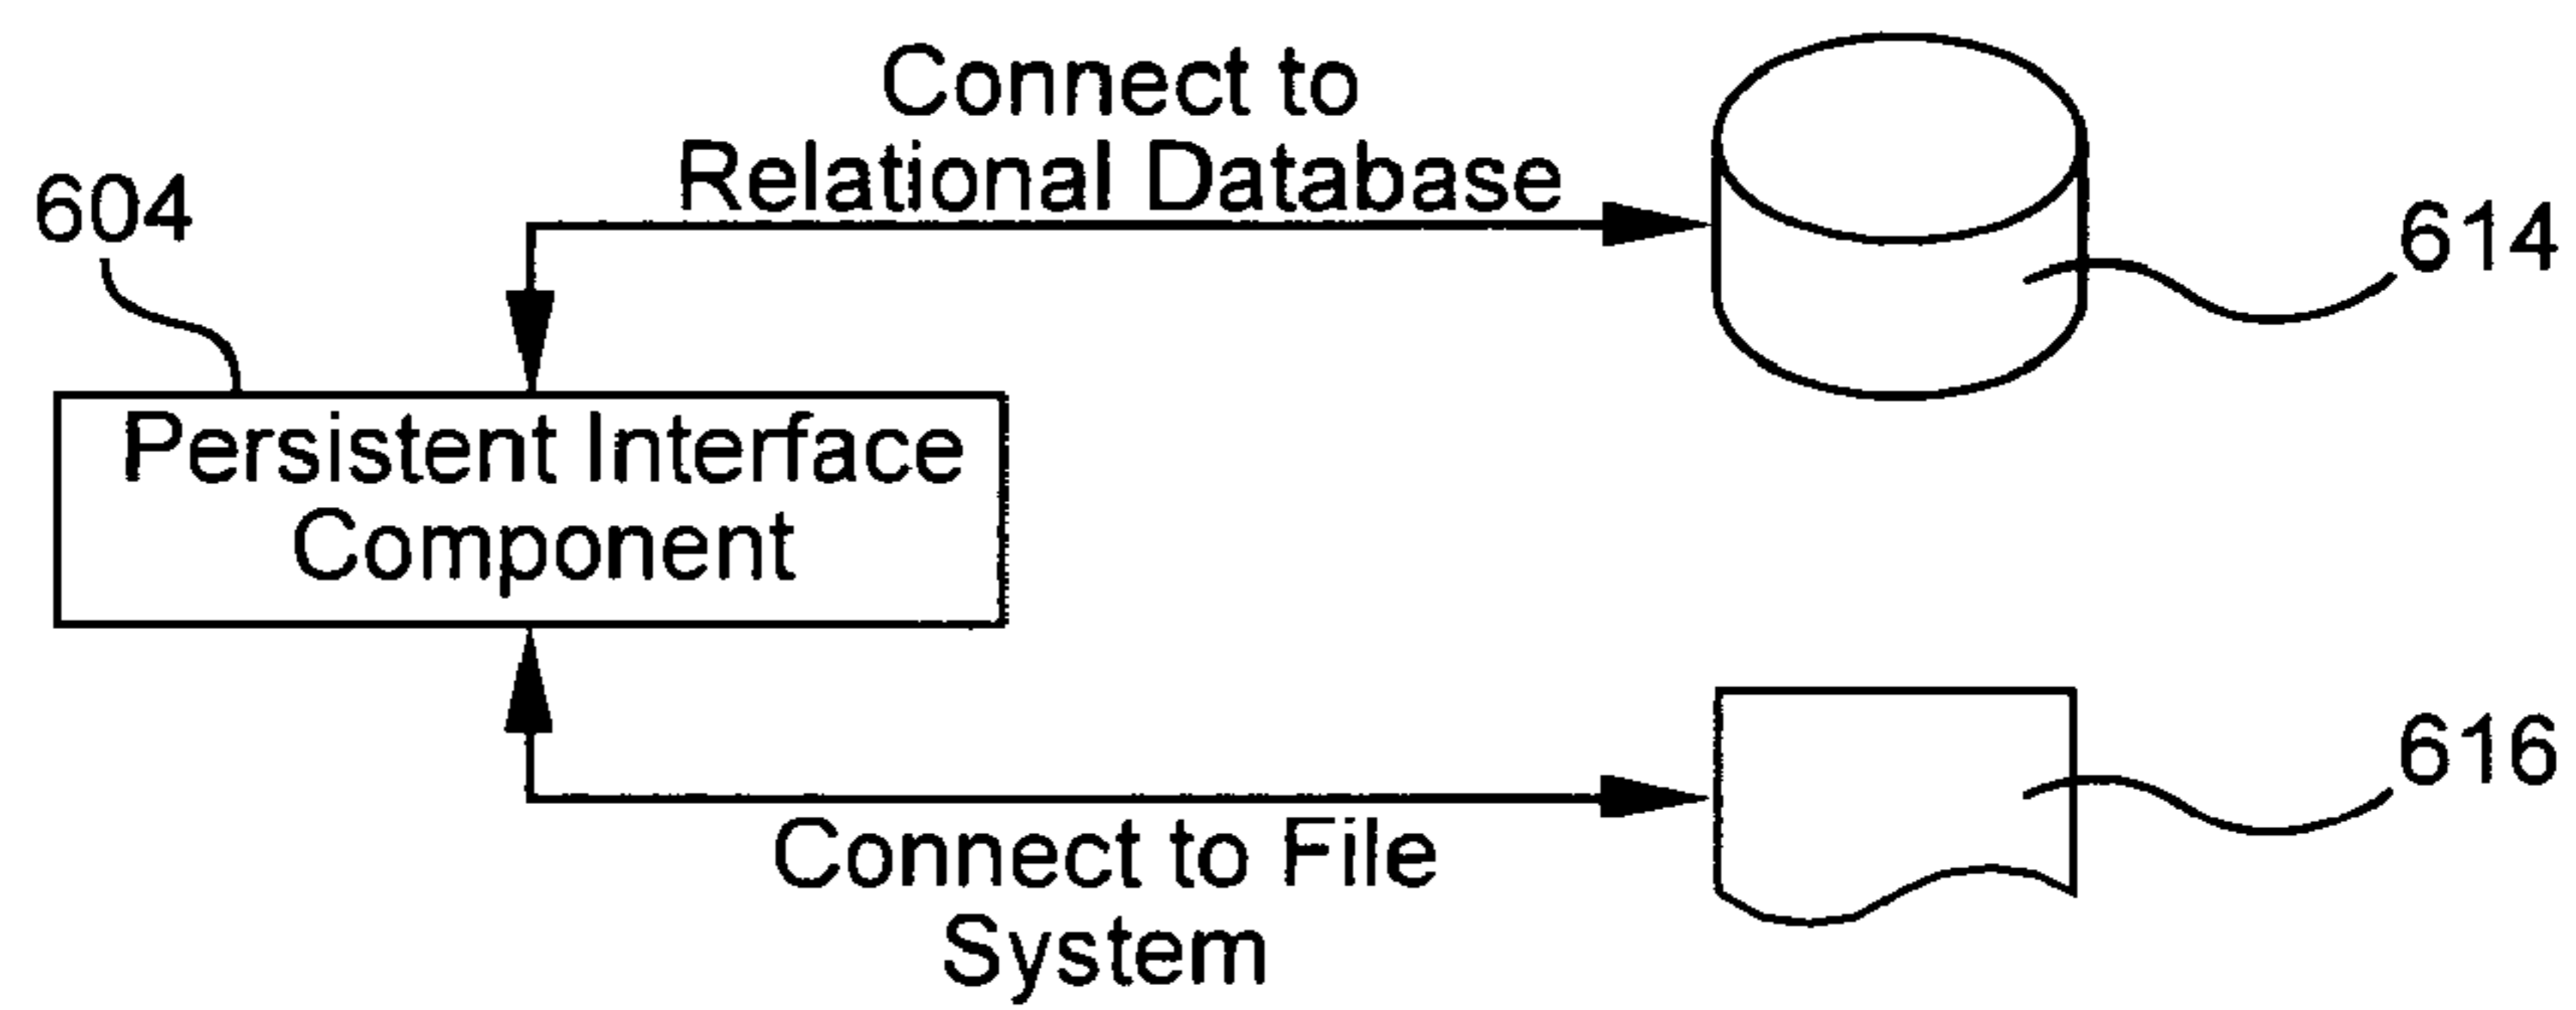 Connect to
Relational Database
604
614
Persistent Interface
Component
616
Connect to File
System